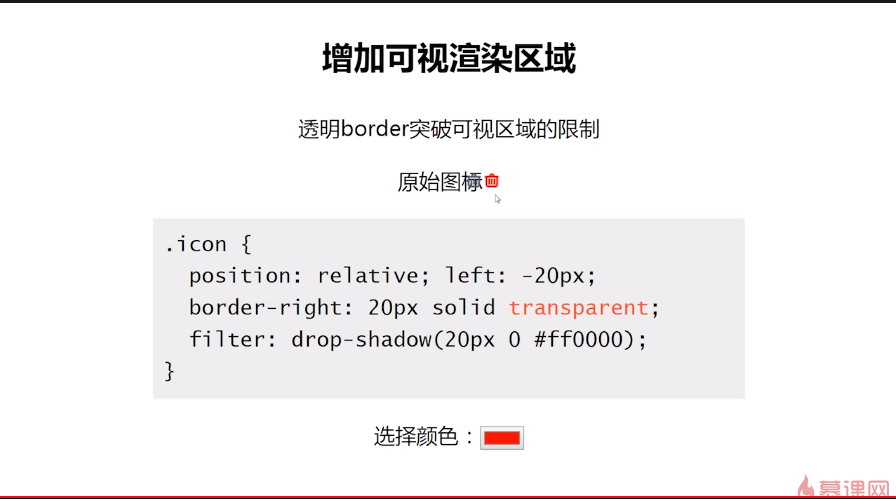 增加可视渲染区域
透明border突破可视区域的限制
原始图标
.icon {
position: relative; left: -20px;
border-right: 20px solid transparent;
filter: drop-shadow(20px 0 #ff0000);
}
选择颜色：
慕课网